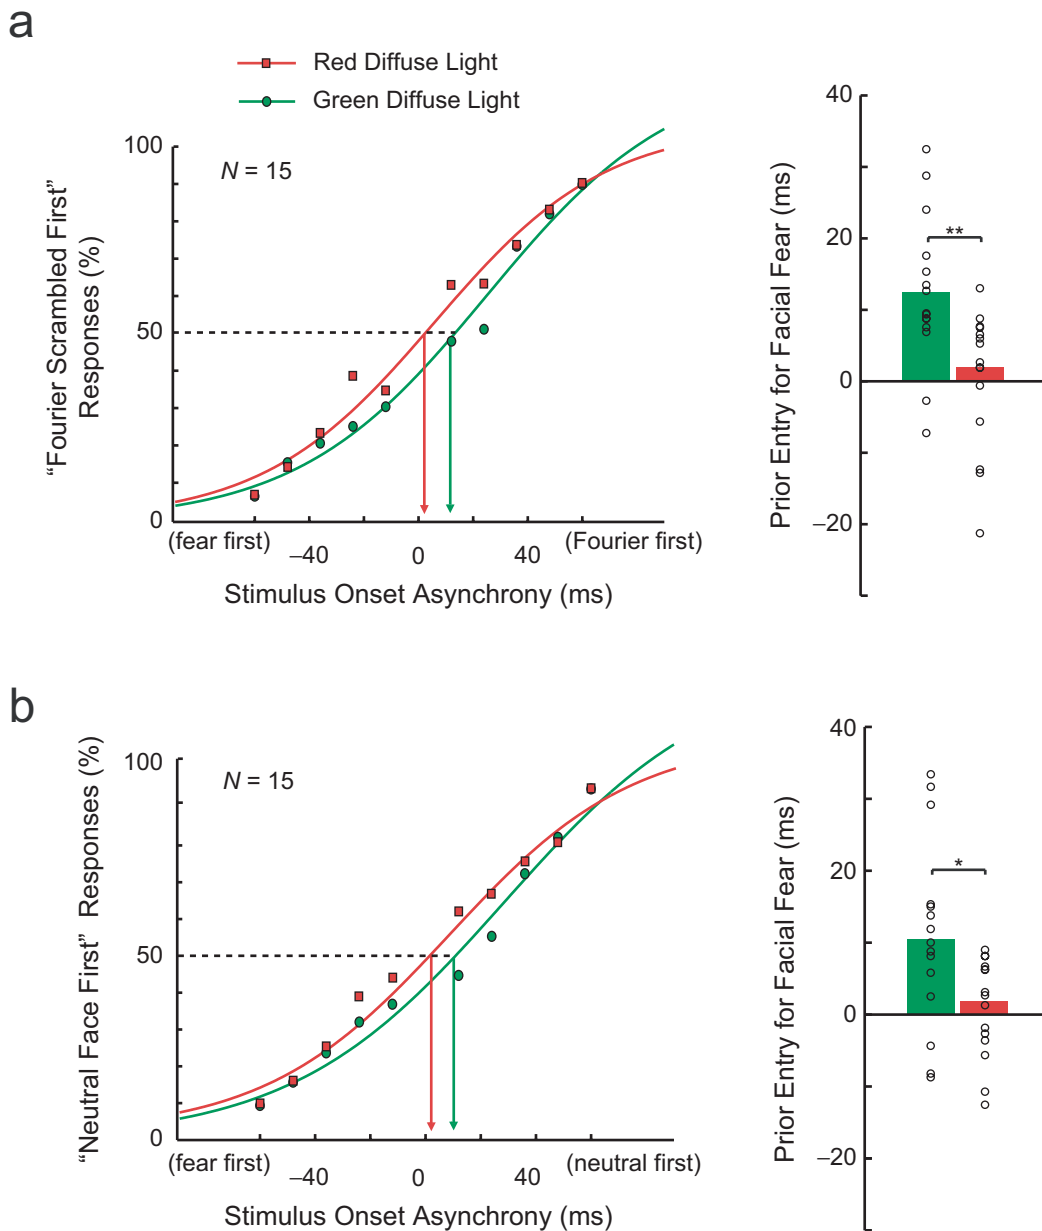 a
Red Diffuse Light
Green Diffuse Light
N = 15
“Fourier Scrambled First”
Responses (%)
100
50
0
(fear first)
–40
0
40
(Fourier first)
Stimulus Onset Asynchrony (ms)
Prior Entry for Facial Fear (ms)
40
20
0
–20
**
b
N = 15
“Neutral Face First” Responses (%)
100
50
0
(fear first)
–40
0
40
(neutral first)
Stimulus Onset Asynchrony (ms)
Prior Entry for Facial Fear (ms)
40
20
0
–20
*